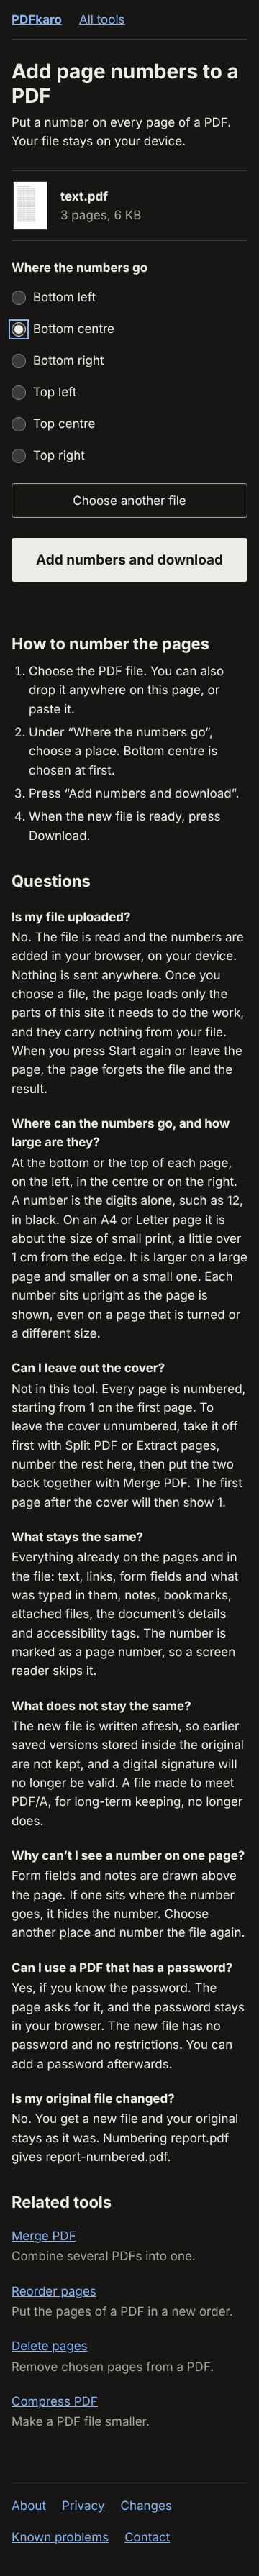 PDFkaro All tools
Add page numbers to a
PDF
Put a number on every page of a PDF.
Your file stays on your device.
text.pdf
3 pages, 6 KB
Where the numbers go
Bottom left
Bottom centre
Bottom right
Top left
Top centre
Top right
Choose another file
Add numbers and download
How to number the pages
1. Choose the PDF file. You can also
drop it anywhere on this page, or
paste it.
2. Under “Where the numbers go”,
choose a place. Bottom centre is
chosen at first.
3. Press “Add numbers and download”.
4. When the new file is ready, press
Download.
Questions
Is my file uploaded?
No. The file is read and the numbers are
added in your browser, on your device.
Nothing is sent anywhere. Once you
choose a file, the page loads only the
parts of this site it needs to do the work,
and they carry nothing from your file.
When you press Start again or leave the
page, the page forgets the file and the
result.
Where can the numbers go, and how
large are they?
At the bottom or the top of each page,
on the left, in the centre or on the right.
A number is the digits alone, such as 12,
in black. On an A4 or Letter page it is
about the size of small print, a little over
1 cm from the edge. It is larger on a large
page and smaller on a small one. Each
number sits upright as the page is
shown, even on a page that is turned or
a different size.
Can I leave out the cover?
Not in this tool. Every page is numbered,
starting from 1 on the first page. To
leave the cover unnumbered, take it off
first with Split PDF or Extract pages,
number the rest here, then put the two
back together with Merge PDF. The first
page after the cover will then show 1.
What stays the same?
Everything already on the pages and in
the file: text, links, form fields and what
was typed in them, notes, bookmarks,
attached files, the document’s details
and accessibility tags. The number is
marked as a page number, so a screen
reader skips it.
What does not stay the same?
The new file is written afresh, so earlier
saved versions stored inside the original
are not kept, and a digital signature will
no longer be valid. A file made to meet
PDF/A, for long-term keeping, no longer
does.
Why can’t I see a number on one page?
Form fields and notes are drawn above
the page. If one sits where the number
goes, it hides the number. Choose
another place and number the file again.
Can I use a PDF that has a password?
Yes, if you know the password. The
page asks for it, and the password stays
in your browser. The new file has no
password and no restrictions. You can
add a password afterwards.
Is my original file changed?
No. You get a new file and your original
stays as it was. Numbering report.pdf
gives report-numbered.pdf.
Related tools
Merge PDF
Combine several PDFs into one.
Reorder pages
Put the pages of a PDF in a new order.
Delete pages
Remove chosen pages from a PDF.
Compress PDF
Make a PDF file smaller.
About Privacy Changes
Known problems Contact